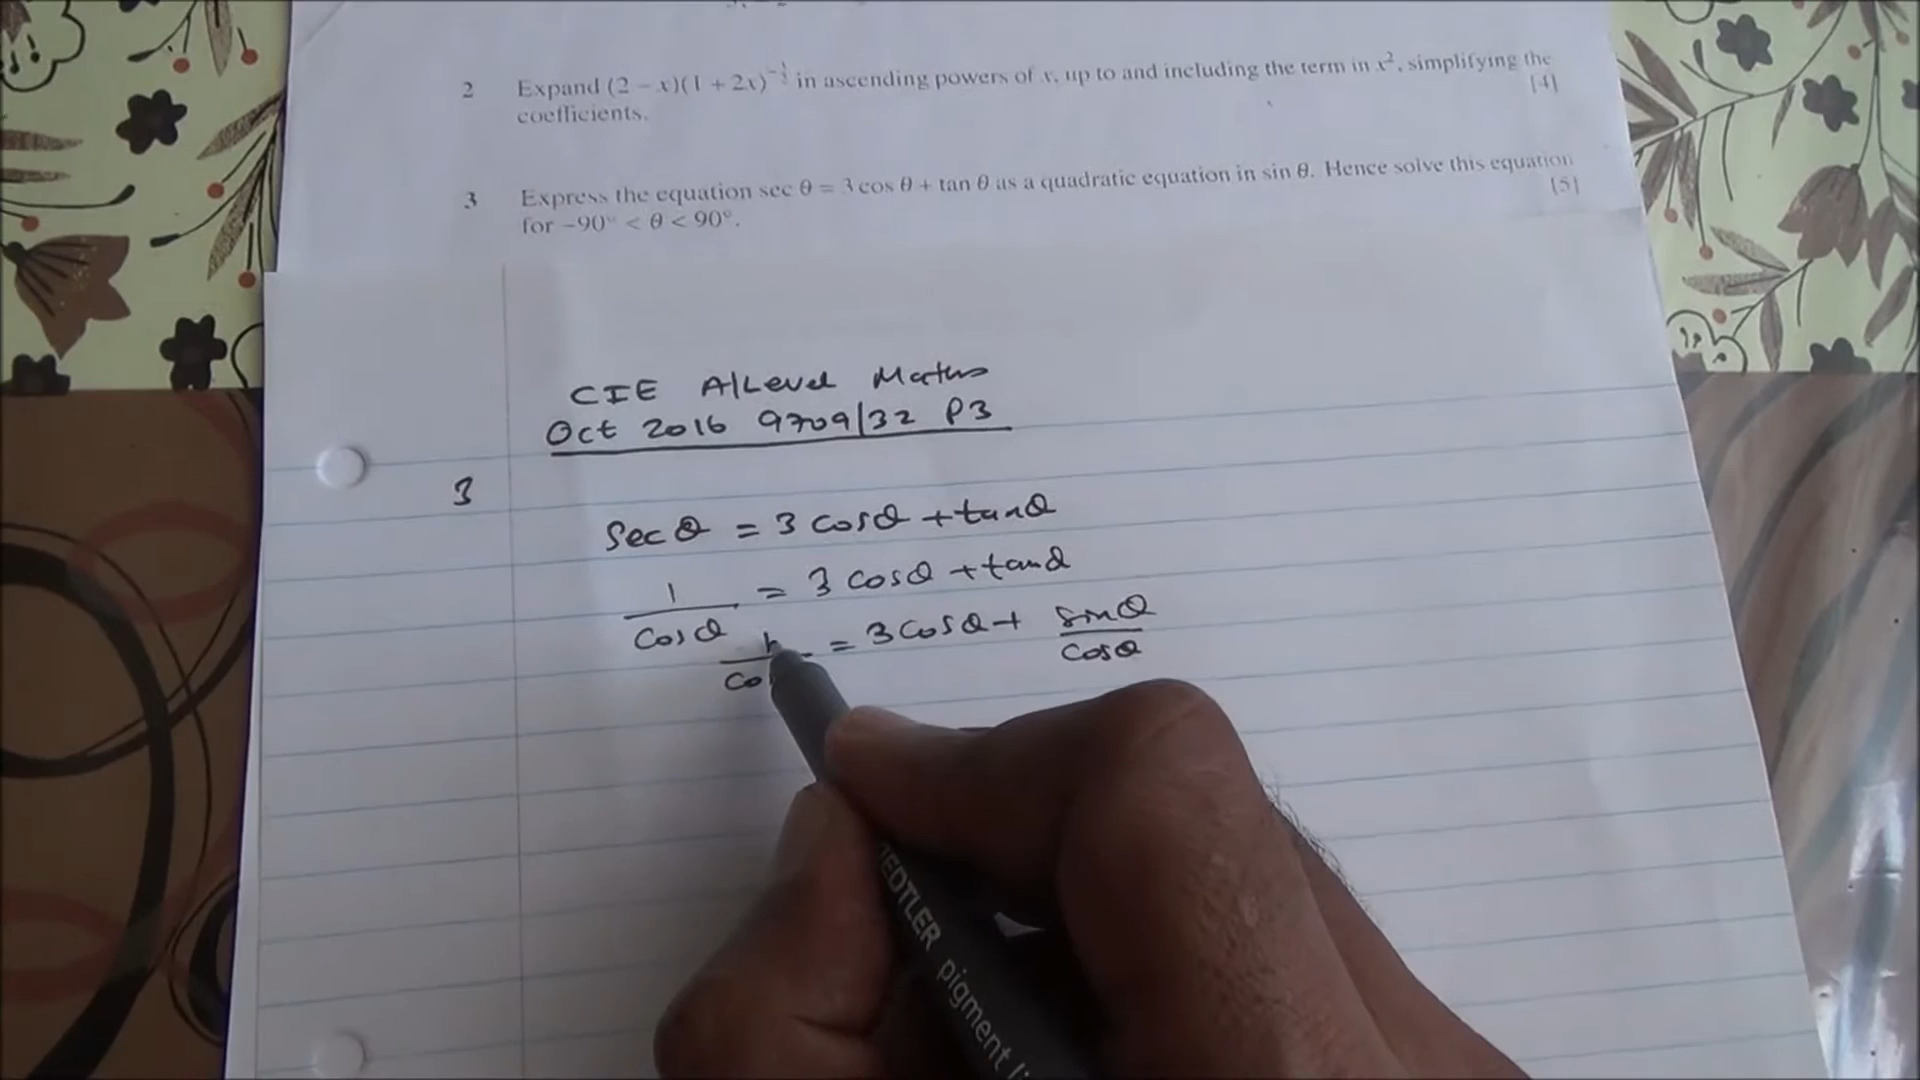 2 Expand (2 − x)(1 + 2x)^ in ascending powers of x, up to and including the term in x², simplifying the
coefficients. [4]
3 Express the equation sec θ = 3 cos θ + tan θ as a quadratic equation in sin θ. Hence solve this equation
for −90° < θ < 90°. [5]
CIE A/Level Maths
Oct 2016 9709/32 P3
3
Sec θ = 3 cos θ + tan θ
1/cos θ = 3 cos θ + tan θ
= 3 cos θ + sin θ/cos θ
STAEDTLER pigment